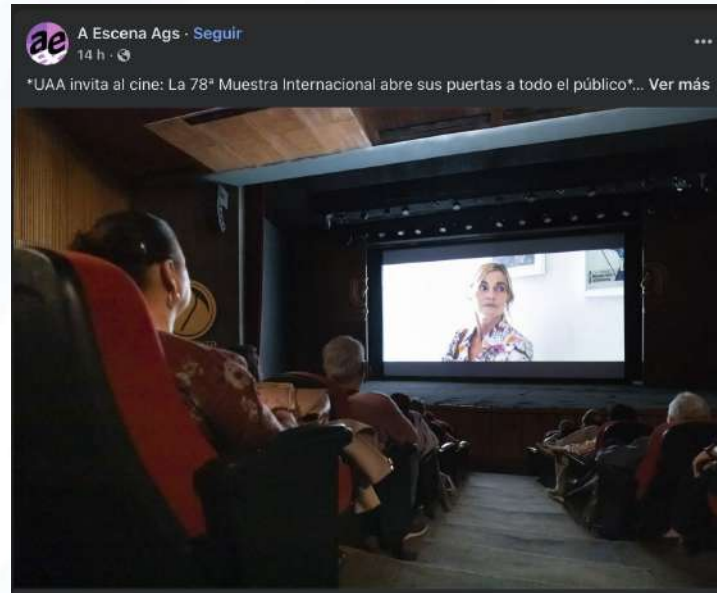 ae
A Escena Ags · Seguir
14 h ·
*UAA invita al cine: La 78ª Muestra Internacional abre sus puertas a todo el público*... Ver más